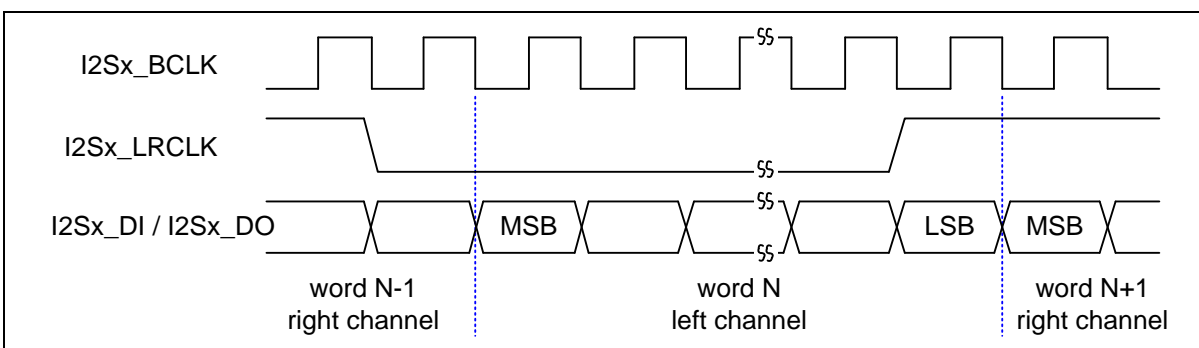 I2Sx_BCLK
I2Sx_LRCLK
I2Sx_DI / I2Sx_DO
MSB
LSB
MSB
word N-1
right channel
word N
left channel
word N+1
right channel